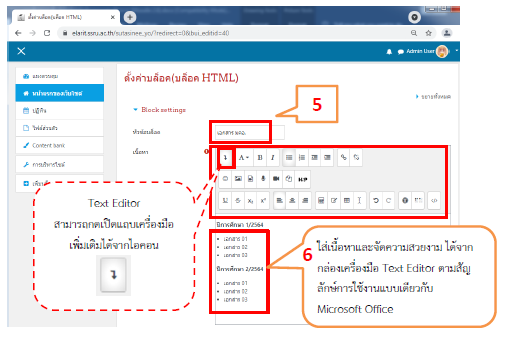 ตั้งค่าบล็อค(บล็อค HTML)
elarit.ssru.ac.th/sutasinee_yo/?redirect=0&bui_editid=40
Admin User
แผงควบคุม
หน้าแรกของเว็บไซต์
ปฏิทิน
ไฟล์ส่วนตัว
Content bank
การบริหารไซต์
ตั้งค่าบล็อค(บล็อค HTML)
ขยายทั้งหมด
Block settings
หัวข้อบล็อค
เอกสาร มคอ.
เนื้อหา
5
Text Editor
สามารถกดเปิดแถบเครื่องมือ
เพิ่มเติมได้จากไอคอน
ปีการศึกษา 1/2564
เอกสาร 01
เอกสาร 02
เอกสาร 03
ปีการศึกษา 2/2564
เอกสาร 01
เอกสาร 02
เอกสาร 03
6
ใส่เนื้อหาและจัดความสวยงาม ได้จาก
กล่องเครื่องมือ Text Editor ตามสัญ
ลักษ์การใช้งานแบบเดียวกับ
Microsoft Office